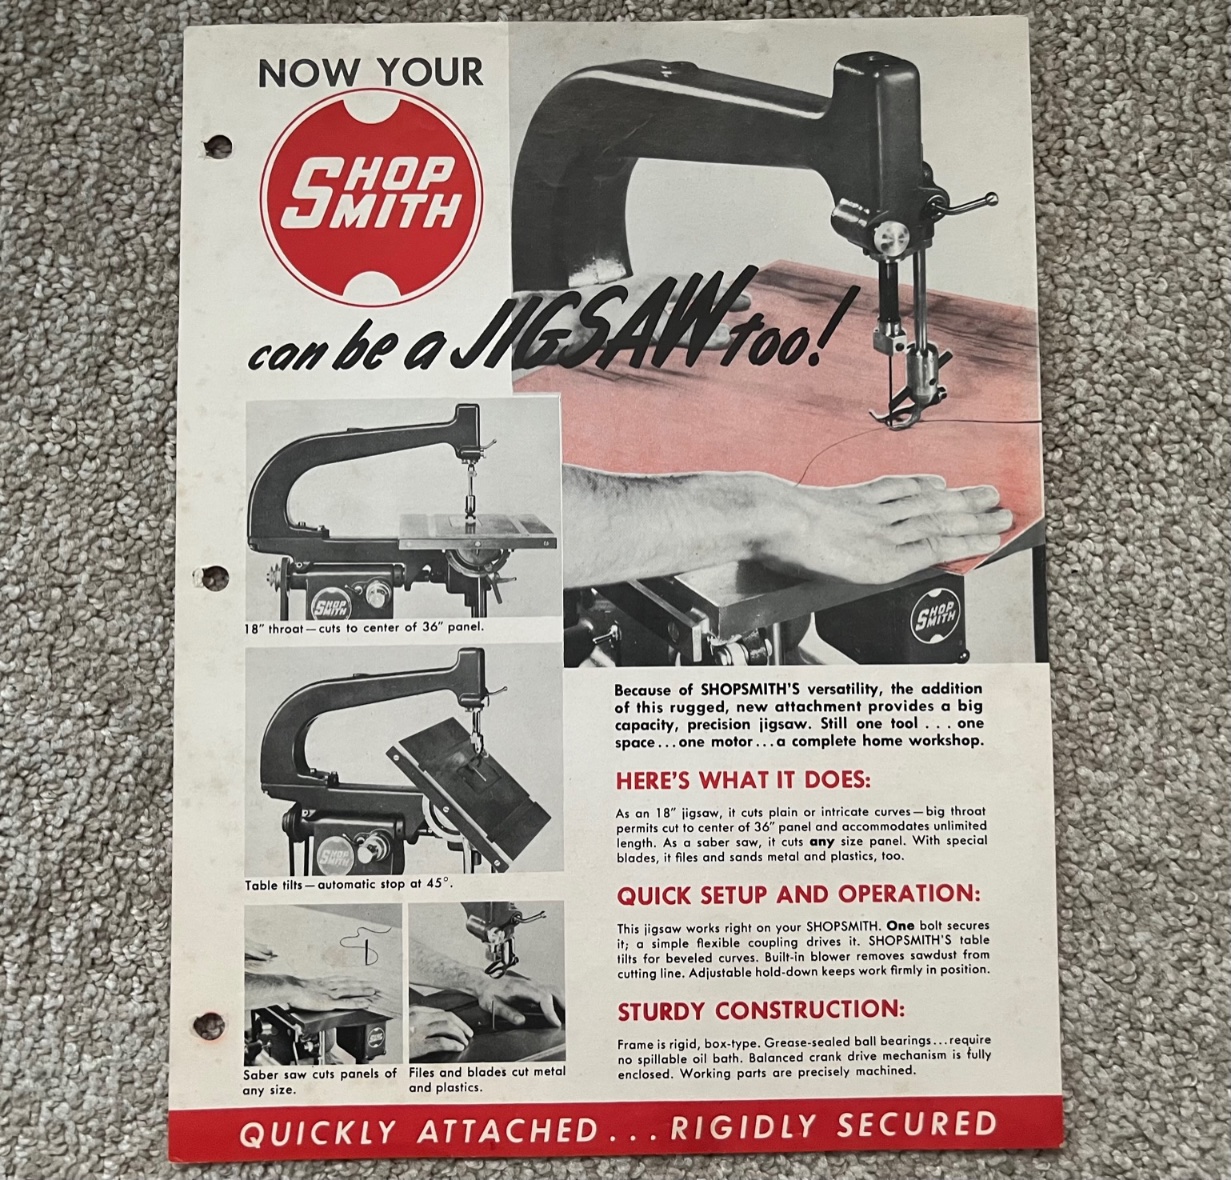 NOW YOUR
SHOP
SMITH
can be a JIGSAW too!
SHOP
SMITH
18" throat—cuts to center of 36" panel.
SHOP
SMITH
Table tilts—automatic stop at 45°.
SHOP
SMITH
Saber saw cuts panels of
any size.
Files and blades cut metal
and plastics.
SHOP
SMITH
Because of SHOPSMITH'S versatility, the addition
of this rugged, new attachment provides a big
capacity, precision jigsaw. Still one tool . . . one
space...one motor...a complete home workshop.
HERE'S WHAT IT DOES:
As an 18" jigsaw, it cuts plain or intricate curves—big throat
permits cut to center of 36" panel and accommodates unlimited
length. As a saber saw, it cuts any size panel. With special
blades, it files and sands metal and plastics, too.
QUICK SETUP AND OPERATION:
This jigsaw works right on your SHOPSMITH. One bolt secures
it; a simple flexible coupling drives it. SHOPSMITH'S table
tilts for beveled curves. Built-in blower removes sawdust from
cutting line. Adjustable hold-down keeps work firmly in position.
STURDY CONSTRUCTION:
Frame is rigid, box-type. Grease-sealed ball bearings...require
no spillable oil bath. Balanced crank drive mechanism is fully
enclosed. Working parts are precisely machined.
QUICKLY ATTACHED . . . RIGIDLY SECURED